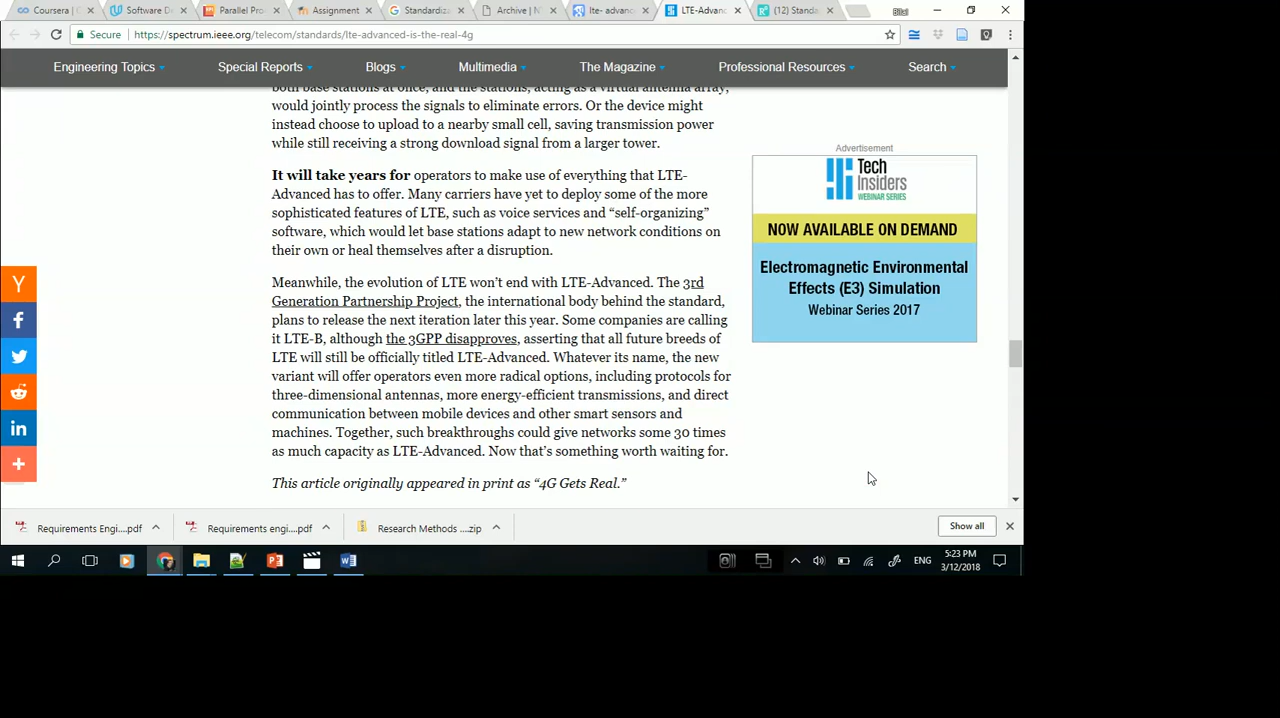 Coursera | C
Software De
Parallel Pro
Assignment
Standardiza
Archive | N
lte- advanc
LTE-Advanc
(12) Standa
Bilal
Secure
https://spectrum.ieee.org/telecom/standards/lte-advanced-is-the-real-4g
Engineering Topics
Special Reports
Blogs
Multimedia
The Magazine
Professional Resources
Search
both base stations at once, and the stations, acting as a virtual antenna array,
would jointly process the signals to eliminate errors. Or the device might
instead choose to upload to a nearby small cell, saving transmission power
while still receiving a strong download signal from a larger tower.
It will take years for operators to make use of everything that LTE-
Advanced has to offer. Many carriers have yet to deploy some of the more
sophisticated features of LTE, such as voice services and “self-organizing”
software, which would let base stations adapt to new network conditions on
their own or heal themselves after a disruption.
Meanwhile, the evolution of LTE won’t end with LTE-Advanced. The 3rd
Generation Partnership Project, the international body behind the standard,
plans to release the next iteration later this year. Some companies are calling
it LTE-B, although the 3GPP disapproves, asserting that all future breeds of
LTE will still be officially titled LTE-Advanced. Whatever its name, the new
variant will offer operators even more radical options, including protocols for
three-dimensional antennas, more energy-efficient transmissions, and direct
communication between mobile devices and other smart sensors and
machines. Together, such breakthroughs could give networks some 30 times
as much capacity as LTE-Advanced. Now that’s something worth waiting for.
This article originally appeared in print as “4G Gets Real.”
Advertisement
Tech
Insiders
WEBINAR SERIES
NOW AVAILABLE ON DEMAND
Electromagnetic Environmental
Effects (E3) Simulation
Webinar Series 2017
Requirements Engi....pdf
Requirements engi....pdf
Research Methods ....zip
Show all
ENG
5:23 PM
3/12/2018